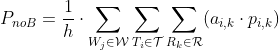 $P_{noB} = \frac{1}{h} \cdot \sum_{W_j \in \mathcal{W}} \sum_{T_i \in \mathcal{T}} \sum_{R_k \in \mathcal{R}} (a_{i,k} \cdot p_{i,k})$